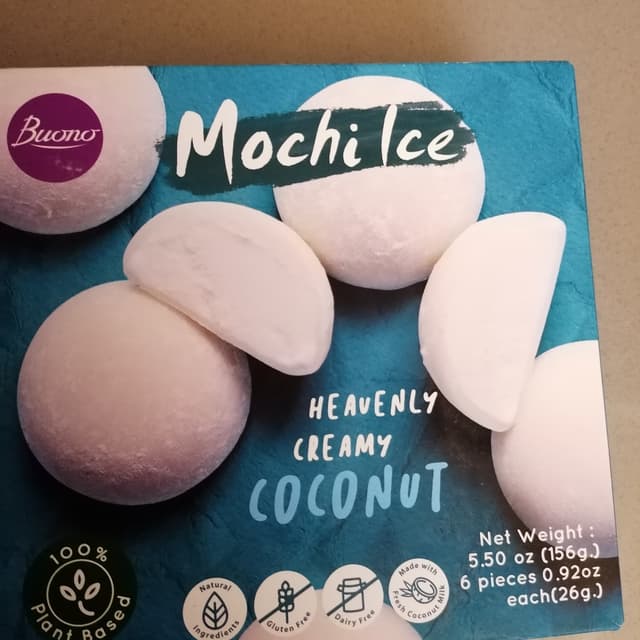 Buono
Mochi Ice
HEAVENLY
CREAMY
COCONUT
Net Weight :
5.50 oz (156g.)
6 pieces 0.92oz
each(26g.)
100%
Plant Based
Natural
Ingredients
Gluten Free
Dairy Free
Made with
Fresh Coconut Milk